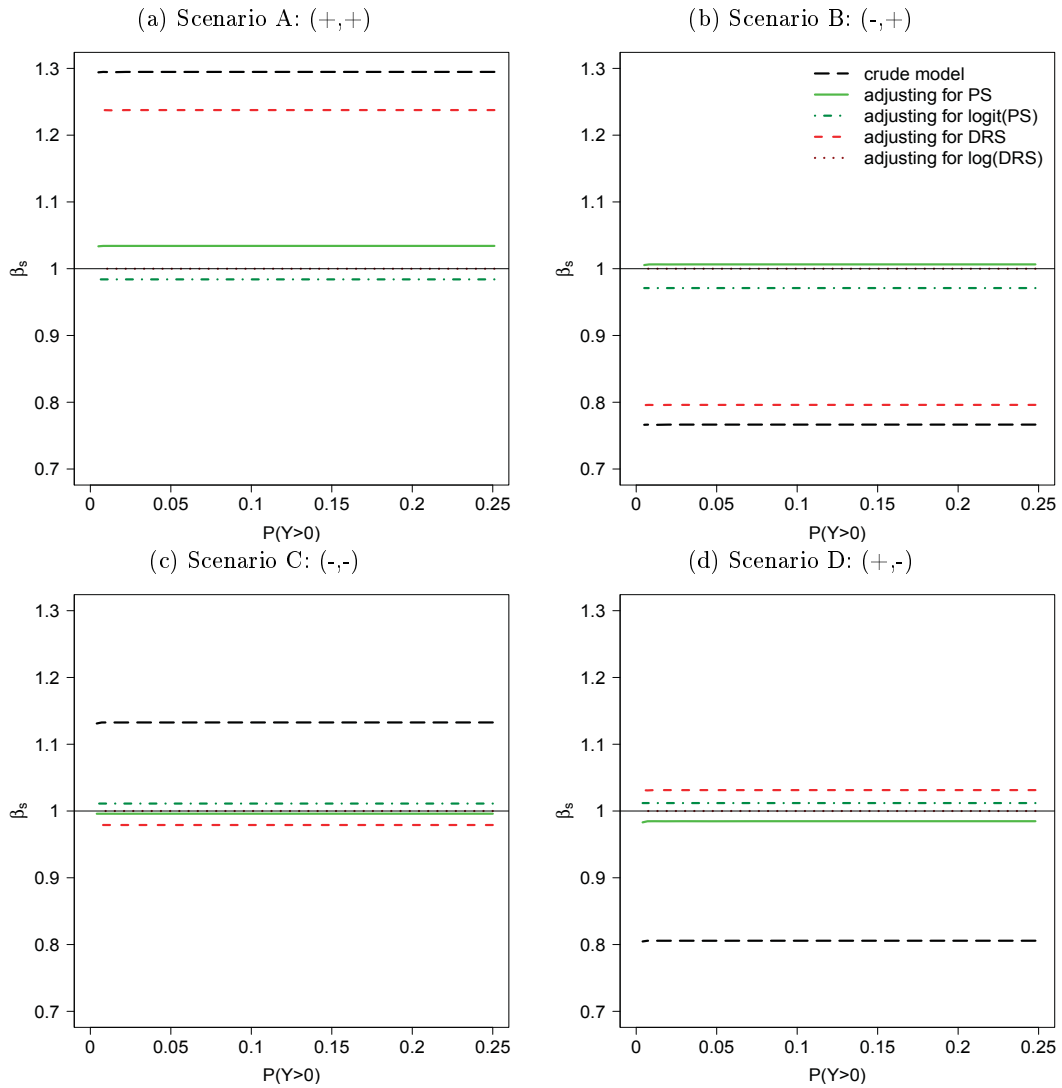 (a) Scenario A: (+,+)
1.3
1.2
1.1
1
0.9
0.8
0.7
βs
0 0.05 0.1 0.15 0.2 0.25
P(Y>0)
(b) Scenario B: (-,+)
crude model
adjusting for PS
adjusting for logit(PS)
adjusting for DRS
adjusting for log(DRS)
1.3
1.2
1.1
1
0.9
0.8
0.7
βs
0 0.05 0.1 0.15 0.2 0.25
P(Y>0)
(c) Scenario C: (-,-)
1.3
1.2
1.1
1
0.9
0.8
0.7
βs
0 0.05 0.1 0.15 0.2 0.25
P(Y>0)
(d) Scenario D: (+,-)
1.3
1.2
1.1
1
0.9
0.8
0.7
βs
0 0.05 0.1 0.15 0.2 0.25
P(Y>0)